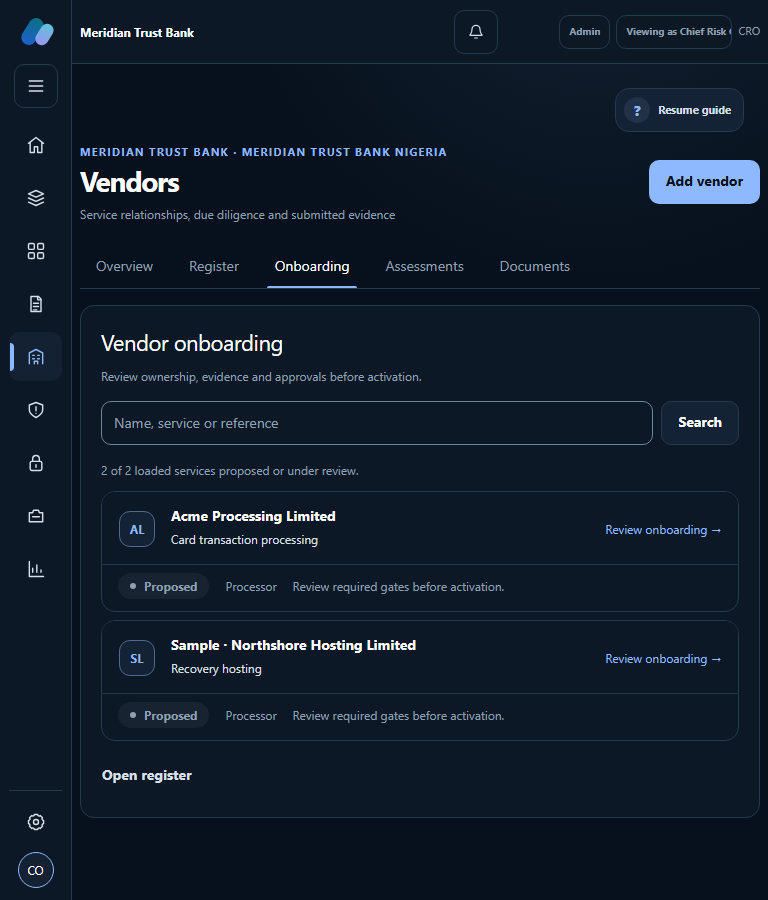 Meridian Trust Bank
Admin
Viewing as Chief Risk
CRO
? Resume guide
MERIDIAN TRUST BANK · MERIDIAN TRUST BANK NIGERIA
Vendors
Add vendor
Service relationships, due diligence and submitted evidence
Overview Register Onboarding Assessments Documents
Vendor onboarding
Review ownership, evidence and approvals before activation.
Name, service or reference
Search
2 of 2 loaded services proposed or under review.
AL
Acme Processing Limited
Card transaction processing
Review onboarding →
Proposed Processor Review required gates before activation.
SL
Sample · Northshore Hosting Limited
Recovery hosting
Review onboarding →
Proposed Processor Review required gates before activation.
Open register
CO